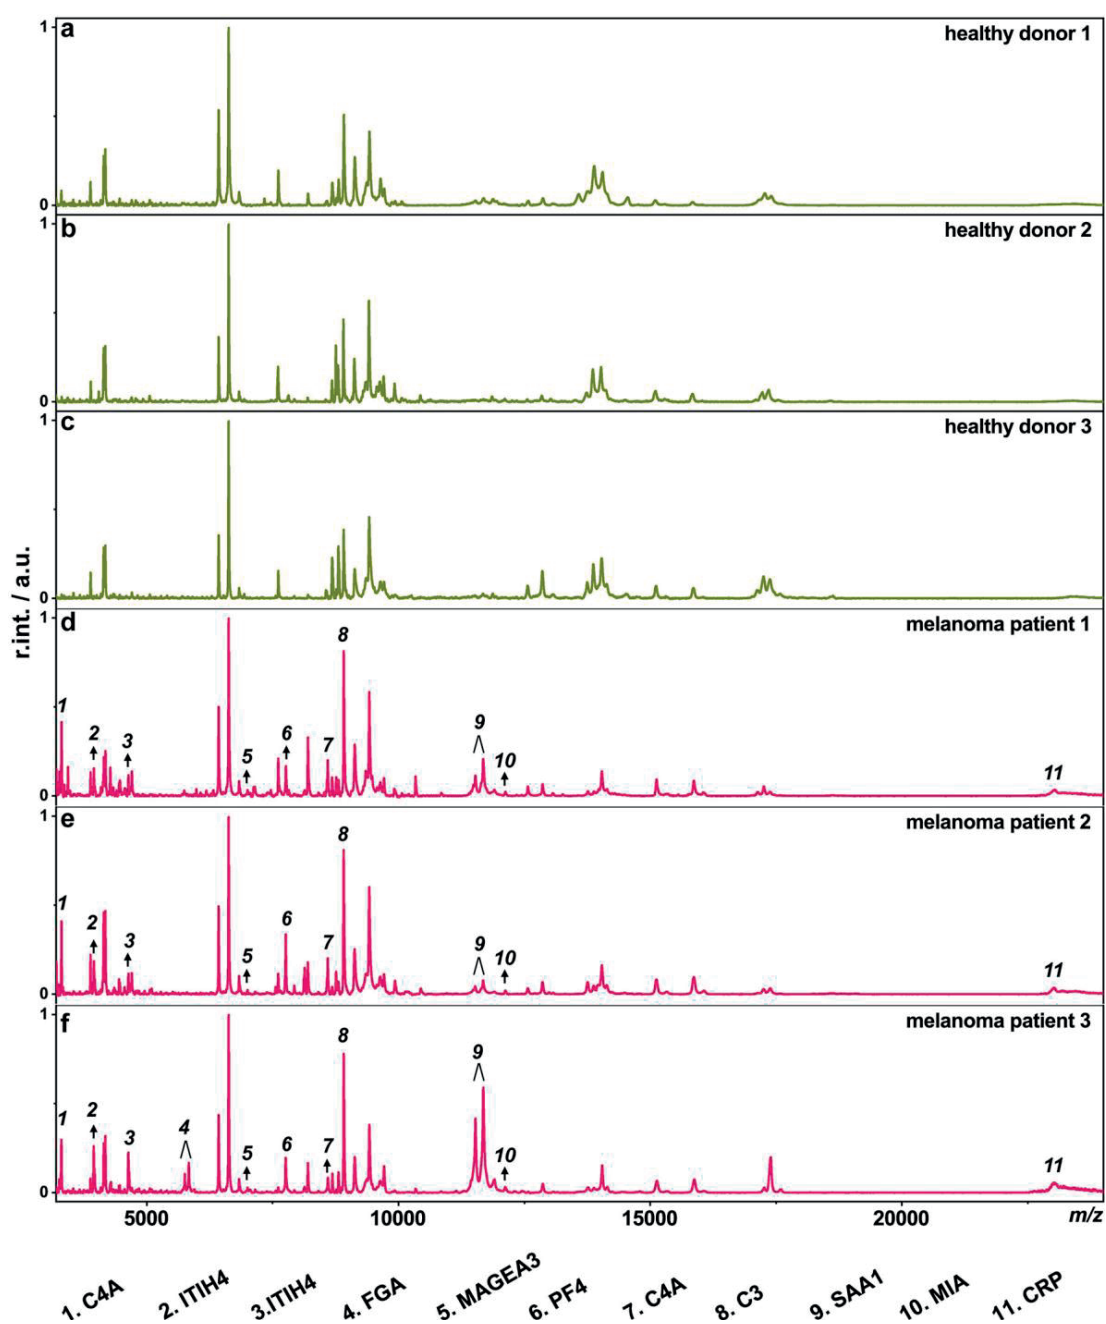 1 a healthy donor 1
0
1 b healthy donor 2
0
1 c healthy donor 3
0
r.int. / a.u.
1 d melanoma patient 1
8
1 2 3 5 6 7 9 10 11
0
1 e melanoma patient 2
8
1 2 3 5 6 7 9 10 11
0
1 f melanoma patient 3
8 9
1 2 3 4 5 6 7 10 11
0
5000 10000 15000 20000 m/z
1. C4A 2. ITIH4 3.ITIH4 4. FGA 5. MAGEA3 6. PF4 7. C4A 8. C3 9. SAA1 10. MIA 11. CRP